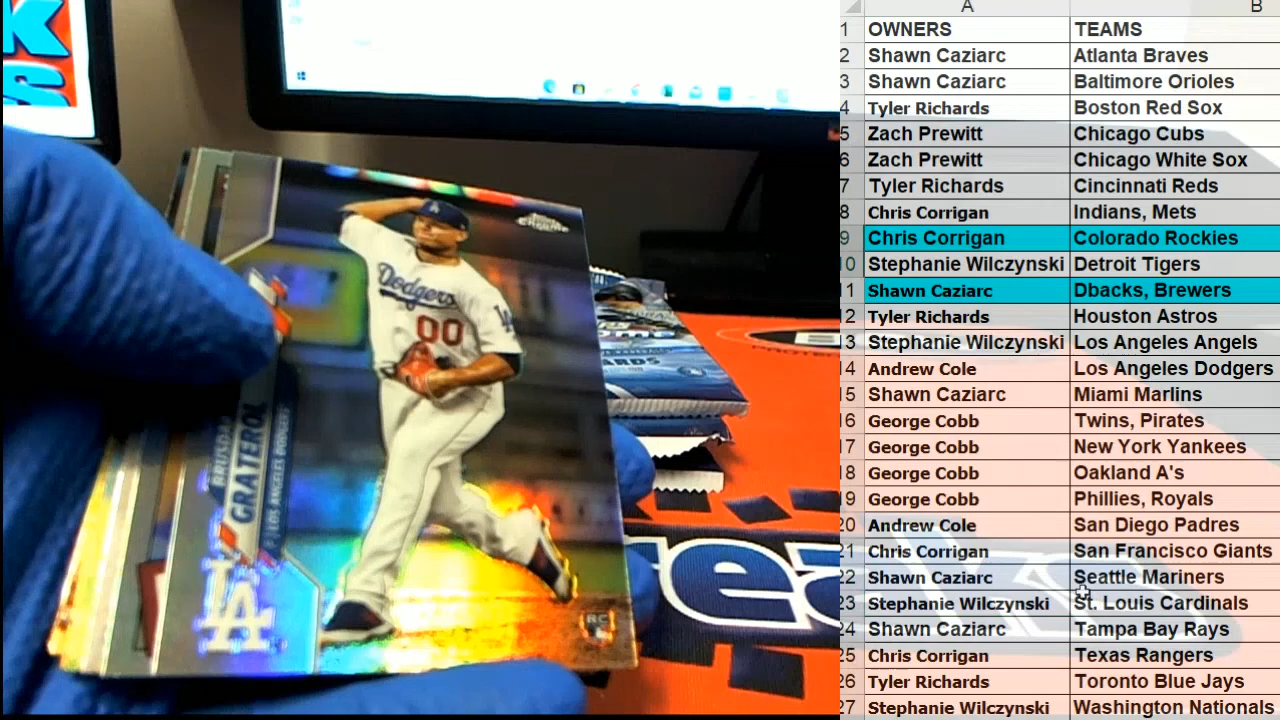 Chrome
Dodgers
00
BRUSDAR
GRATEROL
P | LOS ANGELES DODGERS
LA
RC
A
B
1 OWNERS TEAMS
2 Shawn Caziarc Atlanta Braves
3 Shawn Caziarc Baltimore Orioles
4 Tyler Richards Boston Red Sox
5 Zach Prewitt Chicago Cubs
6 Zach Prewitt Chicago White Sox
7 Tyler Richards Cincinnati Reds
8 Chris Corrigan Indians, Mets
9 Chris Corrigan Colorado Rockies
10 Stephanie Wilczynski Detroit Tigers
11 Shawn Caziarc Dbacks, Brewers
12 Tyler Richards Houston Astros
13 Stephanie Wilczynski Los Angeles Angels
14 Andrew Cole Los Angeles Dodgers
15 Shawn Caziarc Miami Marlins
16 George Cobb Twins, Pirates
17 George Cobb New York Yankees
18 George Cobb Oakland A's
19 George Cobb Phillies, Royals
20 Andrew Cole San Diego Padres
21 Chris Corrigan San Francisco Giants
22 Shawn Caziarc Seattle Mariners
23 Stephanie Wilczynski St. Louis Cardinals
24 Shawn Caziarc Tampa Bay Rays
25 Chris Corrigan Texas Rangers
26 Tyler Richards Toronto Blue Jays
27 Stephanie Wilczynski Washington Nationals